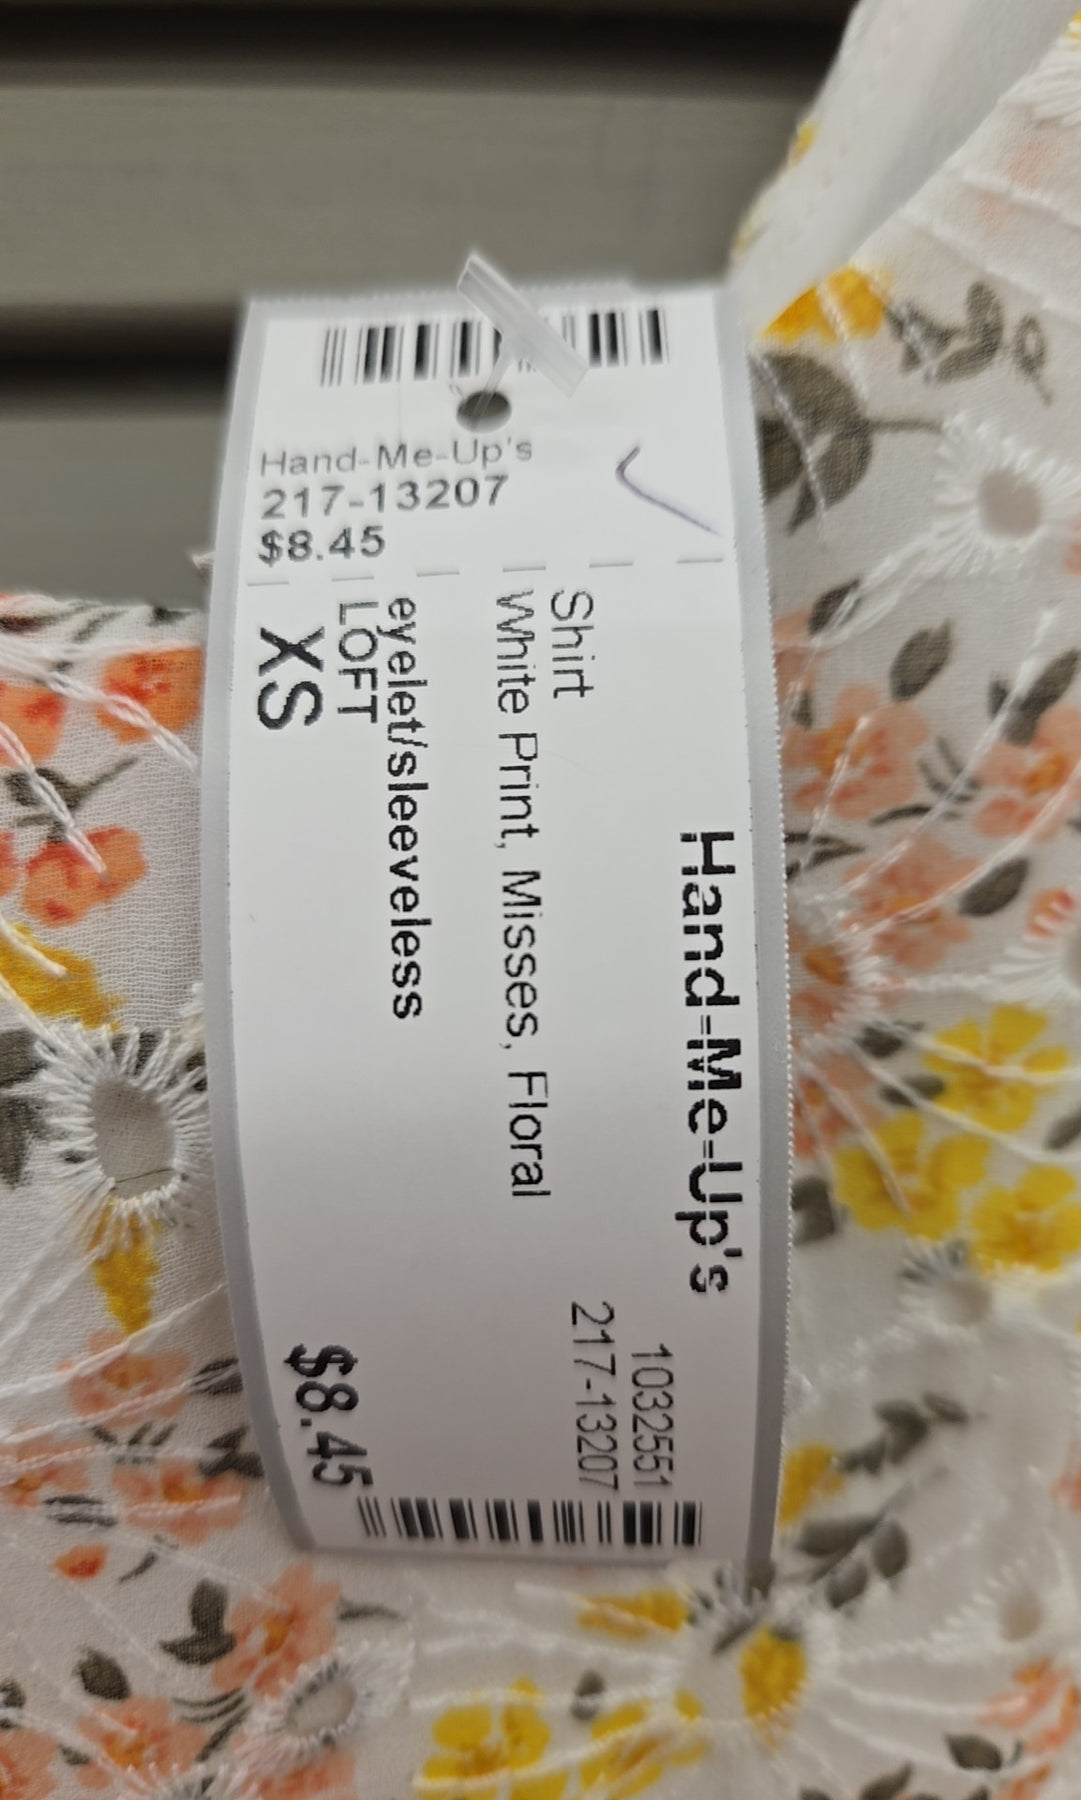 Hand-Me-Up's
217-13207
$8.45
Hand-Me-Up's
1032551
217-13207
Shirt
White Print, Misses, Floral
eyelet/sleeveless
LOFT
XS
$8.45